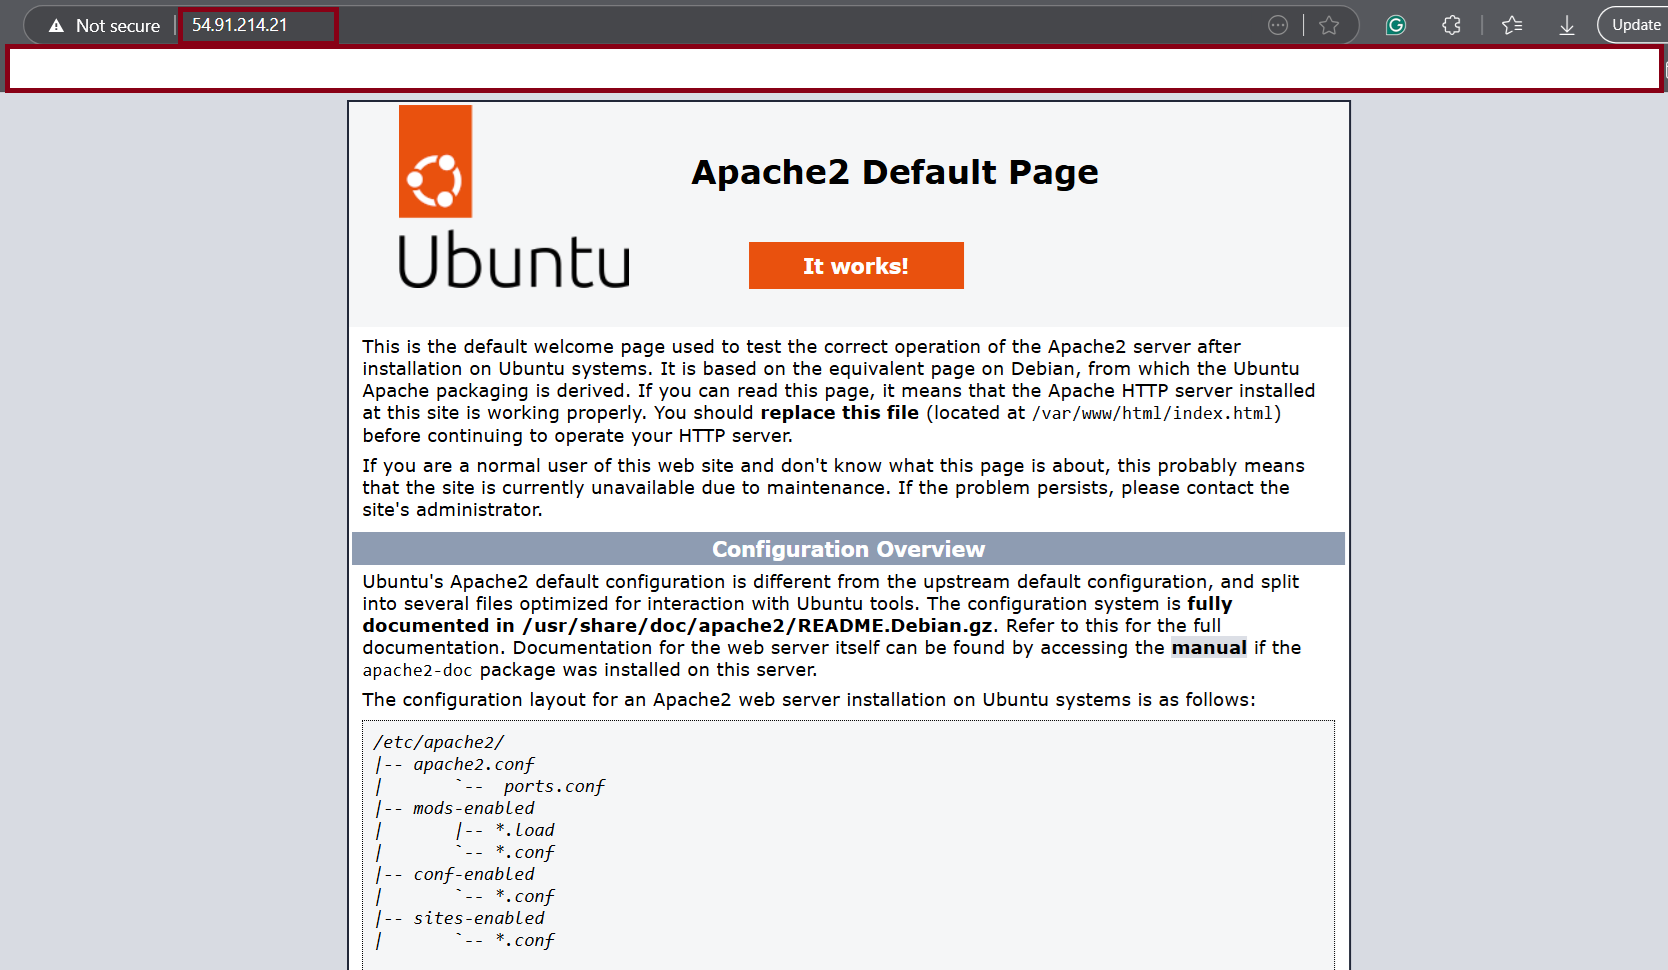 Not secure 54.91.214.21 Update
Apache2 Default Page
Ubuntu
It works!
This is the default welcome page used to test the correct operation of the Apache2 server after
installation on Ubuntu systems. It is based on the equivalent page on Debian, from which the Ubuntu
Apache packaging is derived. If you can read this page, it means that the Apache HTTP server installed
at this site is working properly. You should replace this file (located at /var/www/html/index.html)
before continuing to operate your HTTP server.
If you are a normal user of this web site and don't know what this page is about, this probably means
that the site is currently unavailable due to maintenance. If the problem persists, please contact the
site's administrator.
Configuration Overview
Ubuntu's Apache2 default configuration is different from the upstream default configuration, and split
into several files optimized for interaction with Ubuntu tools. The configuration system is fully
documented in /usr/share/doc/apache2/README.Debian.gz. Refer to this for the full
documentation. Documentation for the web server itself can be found by accessing the manual if the
apache2-doc package was installed on this server.
The configuration layout for an Apache2 web server installation on Ubuntu systems is as follows:
/etc/apache2/
|-- apache2.conf
|       `--  ports.conf
|-- mods-enabled
|       |-- *.load
|       `-- *.conf
|-- conf-enabled
|       `-- *.conf
|-- sites-enabled
|       `-- *.conf